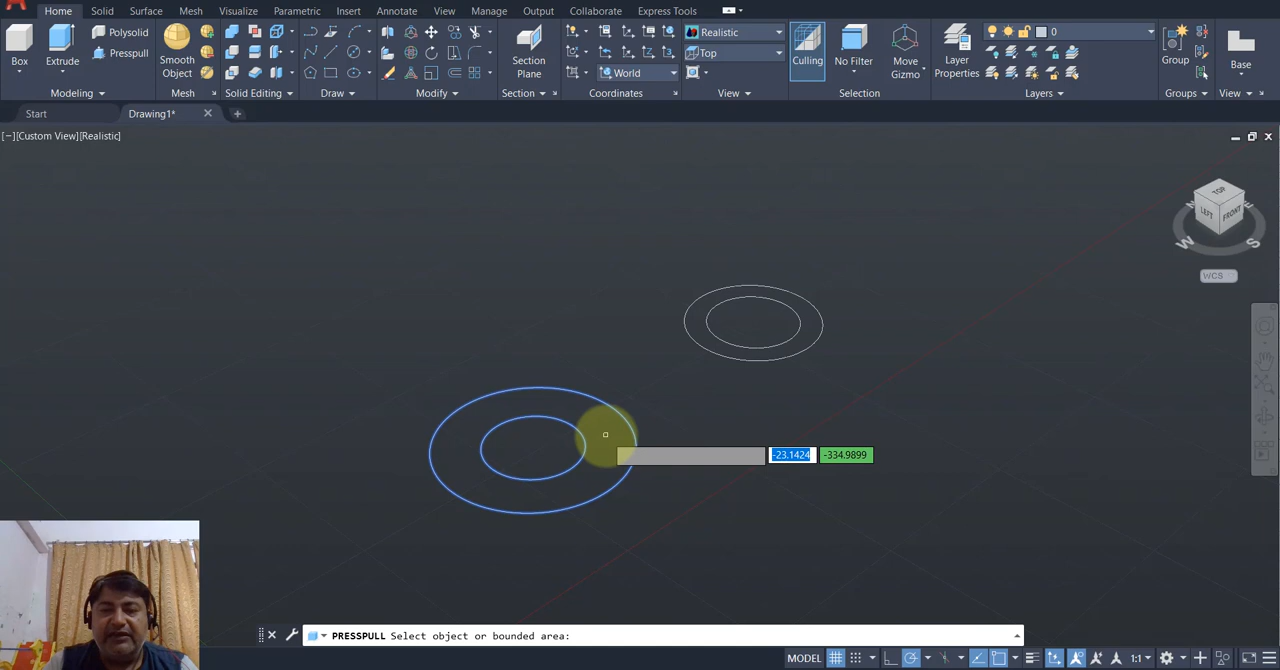 Home Solid Surface Mesh Visualize Parametric Insert Annotate View Manage Output Collaborate Express Tools
Box Extrude Polysolid Presspull
Smooth Object
Section Plane
Realistic
Top
World
Culling No Filter Move Gizmo
Layer Properties
0
Group Base
Modeling Mesh Solid Editing Draw Modify Section Coordinates View Selection Layers Groups View
Start Drawing1*
[−][Custom View][Realistic]
TOP
LEFT FRONT
W S
WCS
-23.1424 -334.9899
PRESSPULL Select object or bounded area:
MODEL 1:1